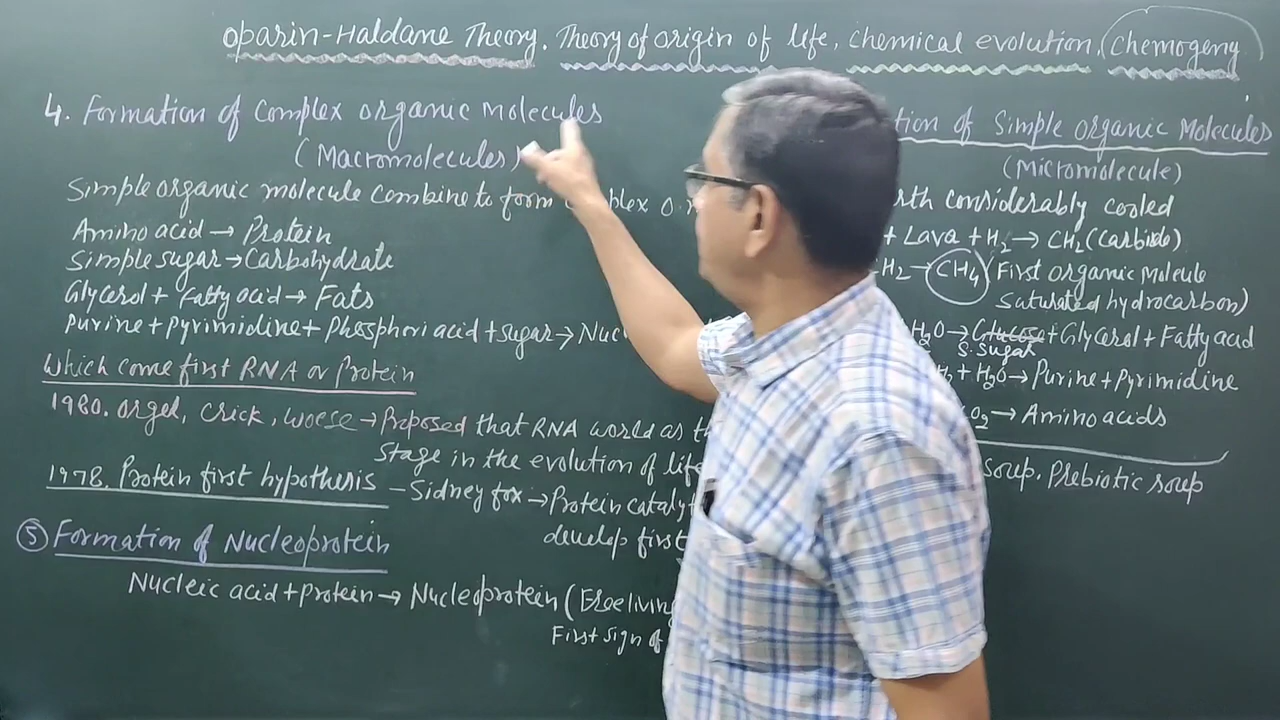 Oparin-Haldane Theory. Theory of origin of life, chemical evolution, (chemogeny
4. Formation of Complex organic Molecules
(Macromolecules)
Simple organic molecule combine to form complex o.m
Amino acid → Protein
Simple sugar → Carbohydrate
Glycerol + Fatty acid → Fats
Purine + Pyrimidine + Phosphori acid + sugar → Nuc
Which come first RNA or Protein
1980. Orgel, Crick, Woese → Proposed that RNA world as th
Stage in the evolution of life
1978. Protein first hypothesis - Sidney fox → Protein catalyt
develop first
⑤ Formation of Nucleoprotein
Nucleic acid + Protein → Nucleoprotein (Freeliving
First sign of
tion of Simple organic Molecules
(Micromolecule)
rth considerably cooled
+ Lava + H2 → CH2 (Carbide)
H2 → CH4 (First organic Molecule
Saturated hydrocarbon)
H2O → Glucose + Glycerol + Fatty acid
S. Sugar
+ H2O → Purine + Pyrimidine
O2 → Amino acids
soup, Prebiotic soup